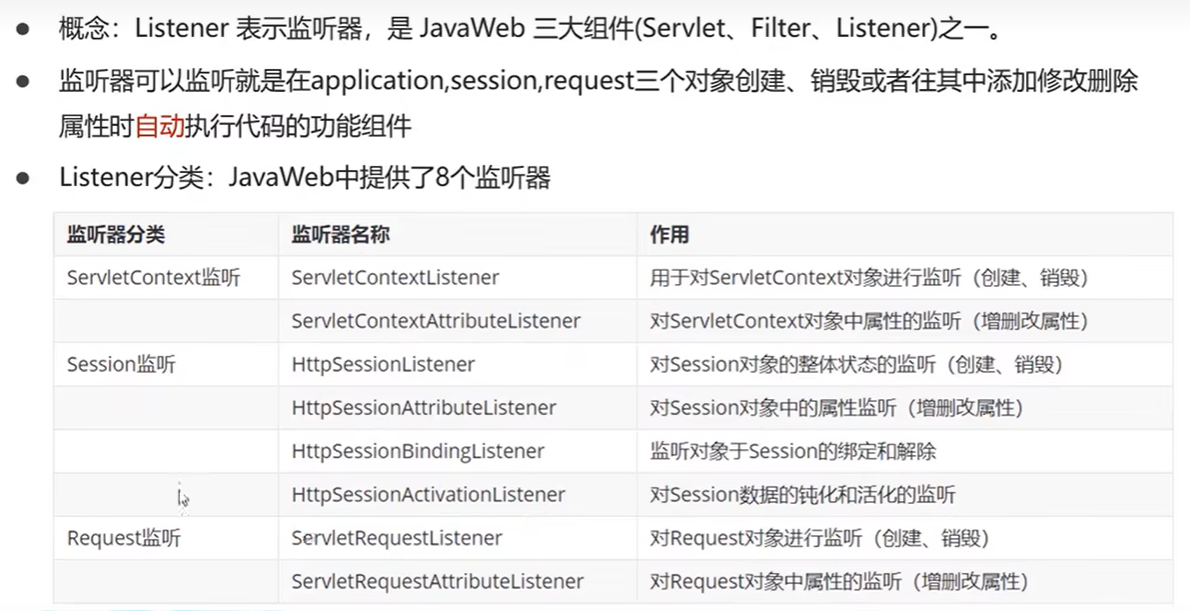 概念：Listener 表示监听器，是 JavaWeb 三大组件(Servlet、Filter、Listener)之一。
监听器可以监听就是在application,session,request三个对象创建、销毁或者往其中添加修改删除
属性时自动执行代码的功能组件
Listener分类：JavaWeb中提供了8个监听器
监听器分类 监听器名称 作用
ServletContext监听 ServletContextListener 用于对ServletContext对象进行监听（创建、销毁）
ServletContextAttributeListener 对ServletContext对象中属性的监听（增删改属性）
Session监听 HttpSessionListener 对Session对象的整体状态的监听（创建、销毁）
HttpSessionAttributeListener 对Session对象中的属性监听（增删改属性）
HttpSessionBindingListener 监听对象于Session的绑定和解除
HttpSessionActivationListener 对Session数据的钝化和活化的监听
Request监听 ServletRequestListener 对Request对象进行监听（创建、销毁）
ServletRequestAttributeListener 对Request对象中属性的监听（增删改属性）